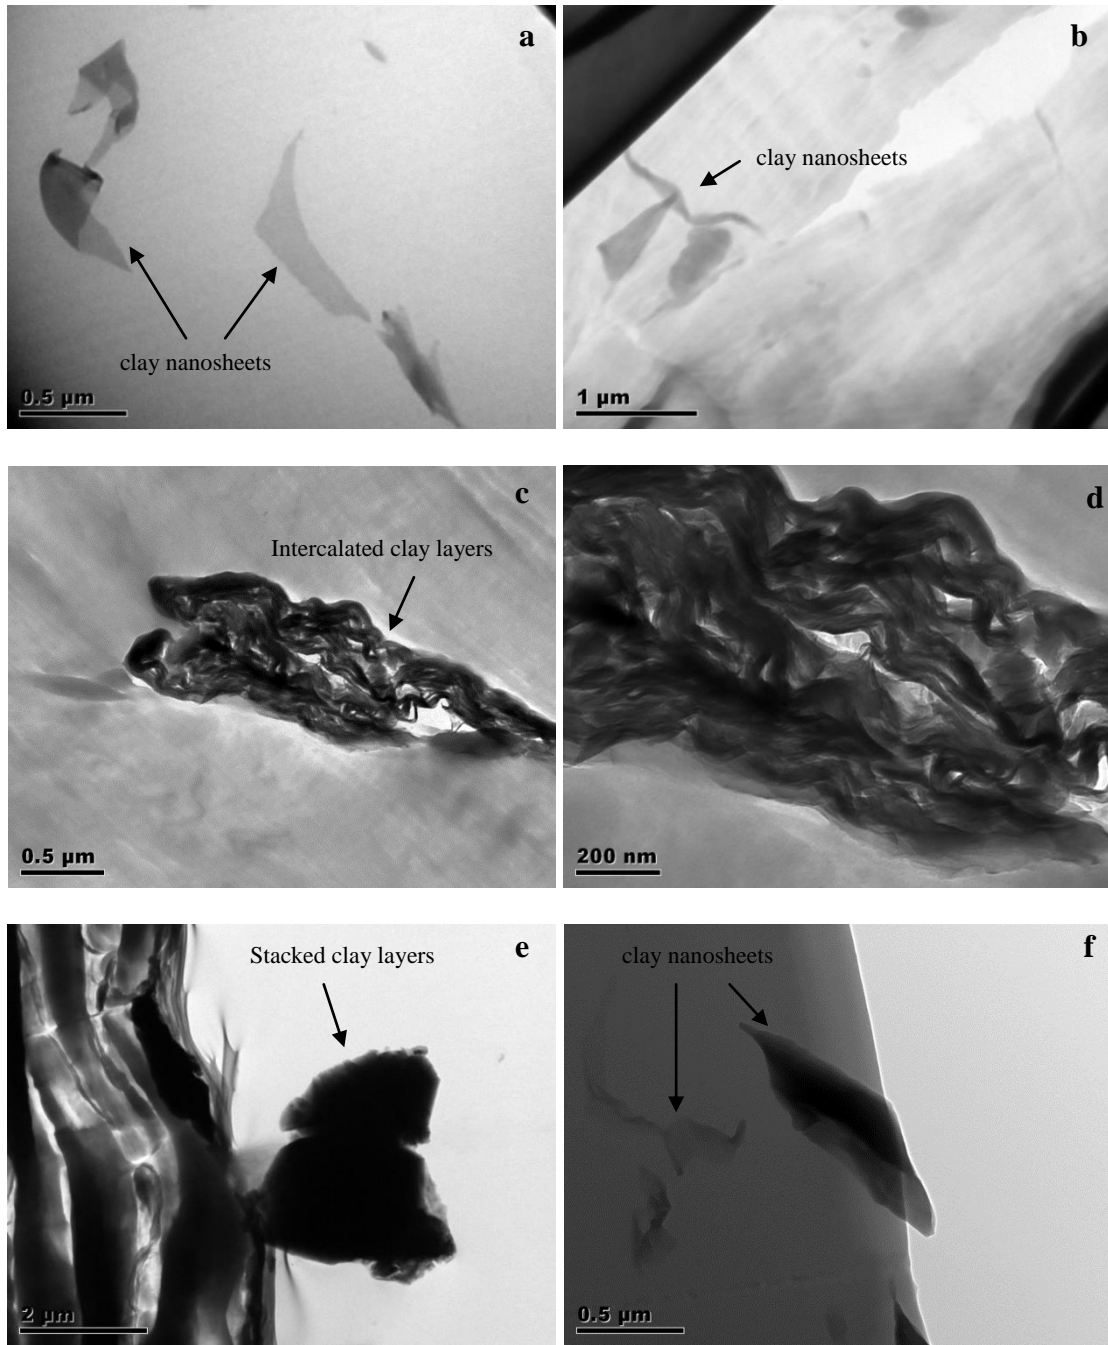 a
clay nanosheets
0.5 µm
b
clay nanosheets
1 µm
c
Intercalated clay layers
0.5 µm
d
200 nm
e
Stacked clay layers
2 µm
f
clay nanosheets
0.5 µm